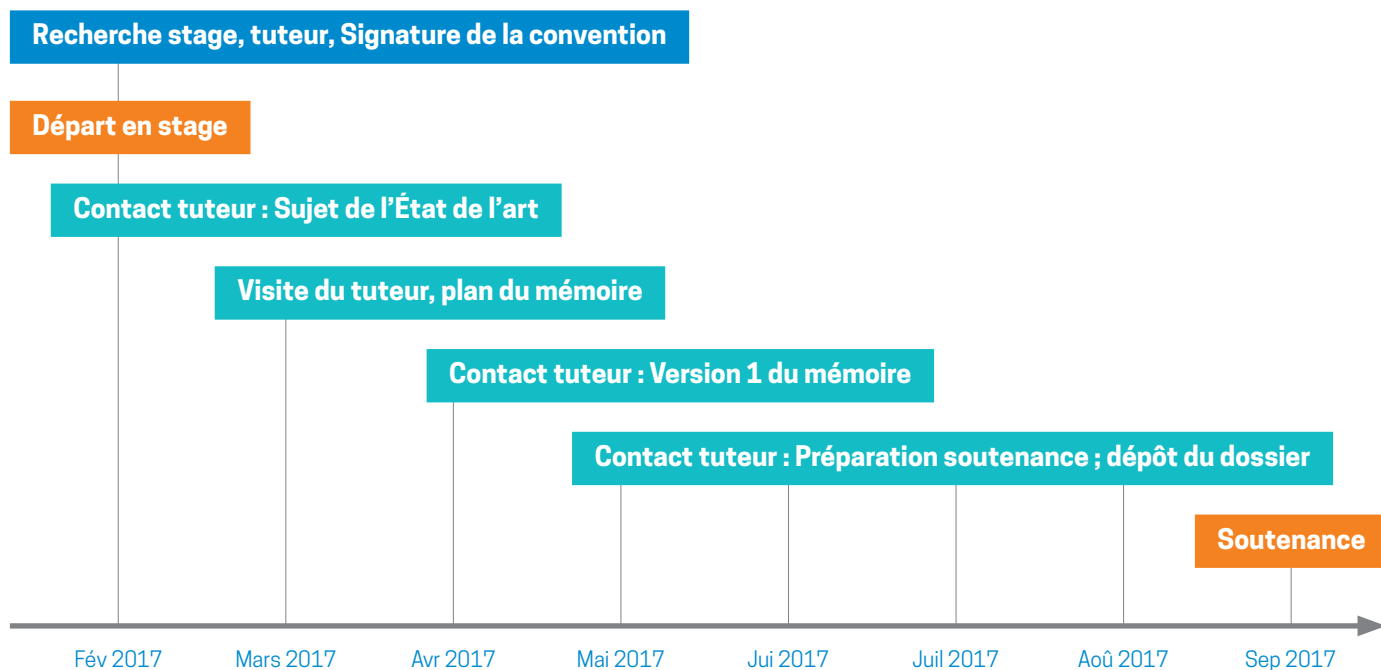 Recherche stage, tuteur, Signature de la convention
Départ en stage
Contact tuteur : Sujet de l’État de l’art
Visite du tuteur, plan du mémoire
Contact tuteur : Version 1 du mémoire
Contact tuteur : Préparation soutenance ; dépôt du dossier
Soutenance
Fév 2017 Mars 2017 Avr 2017 Mai 2017 Jui 2017 Juil 2017 Aoû 2017 Sep 2017